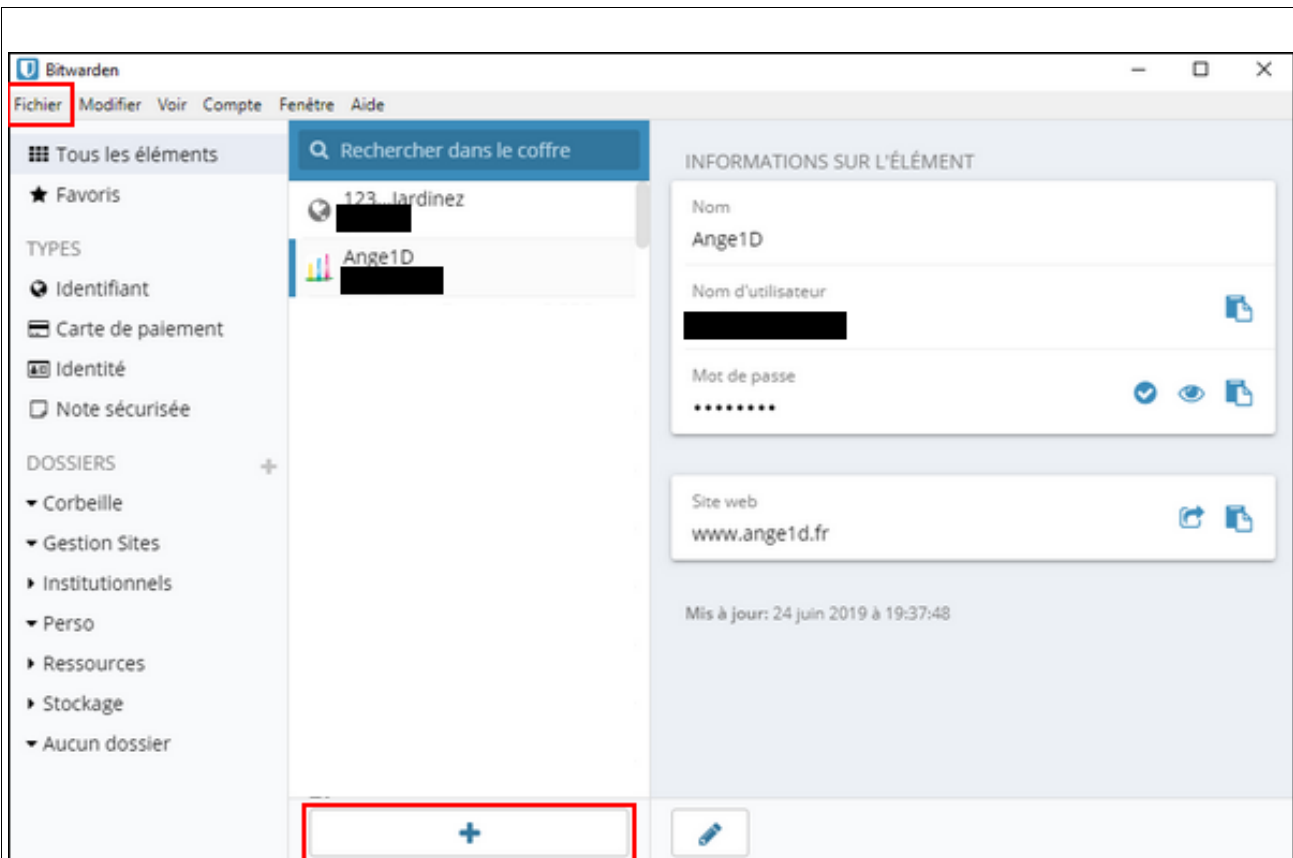 Bitwarden
Fichier Modifier Voir Compte Fenêtre Aide
Tous les éléments
Favoris
TYPES
Identifiant
Carte de paiement
Identité
Note sécurisée
DOSSIERS
Corbeille
Gestion Sites
Institutionnels
Perso
Ressources
Stockage
Aucun dossier
Rechercher dans le coffre
123...Jardinez
Ange1D
INFORMATIONS SUR L'ÉLÉMENT
Nom
Ange1D
Nom d'utilisateur
Mot de passe
••••••••
Site web
www.ange1d.fr
Mis à jour: 24 juin 2019 à 19:37:48